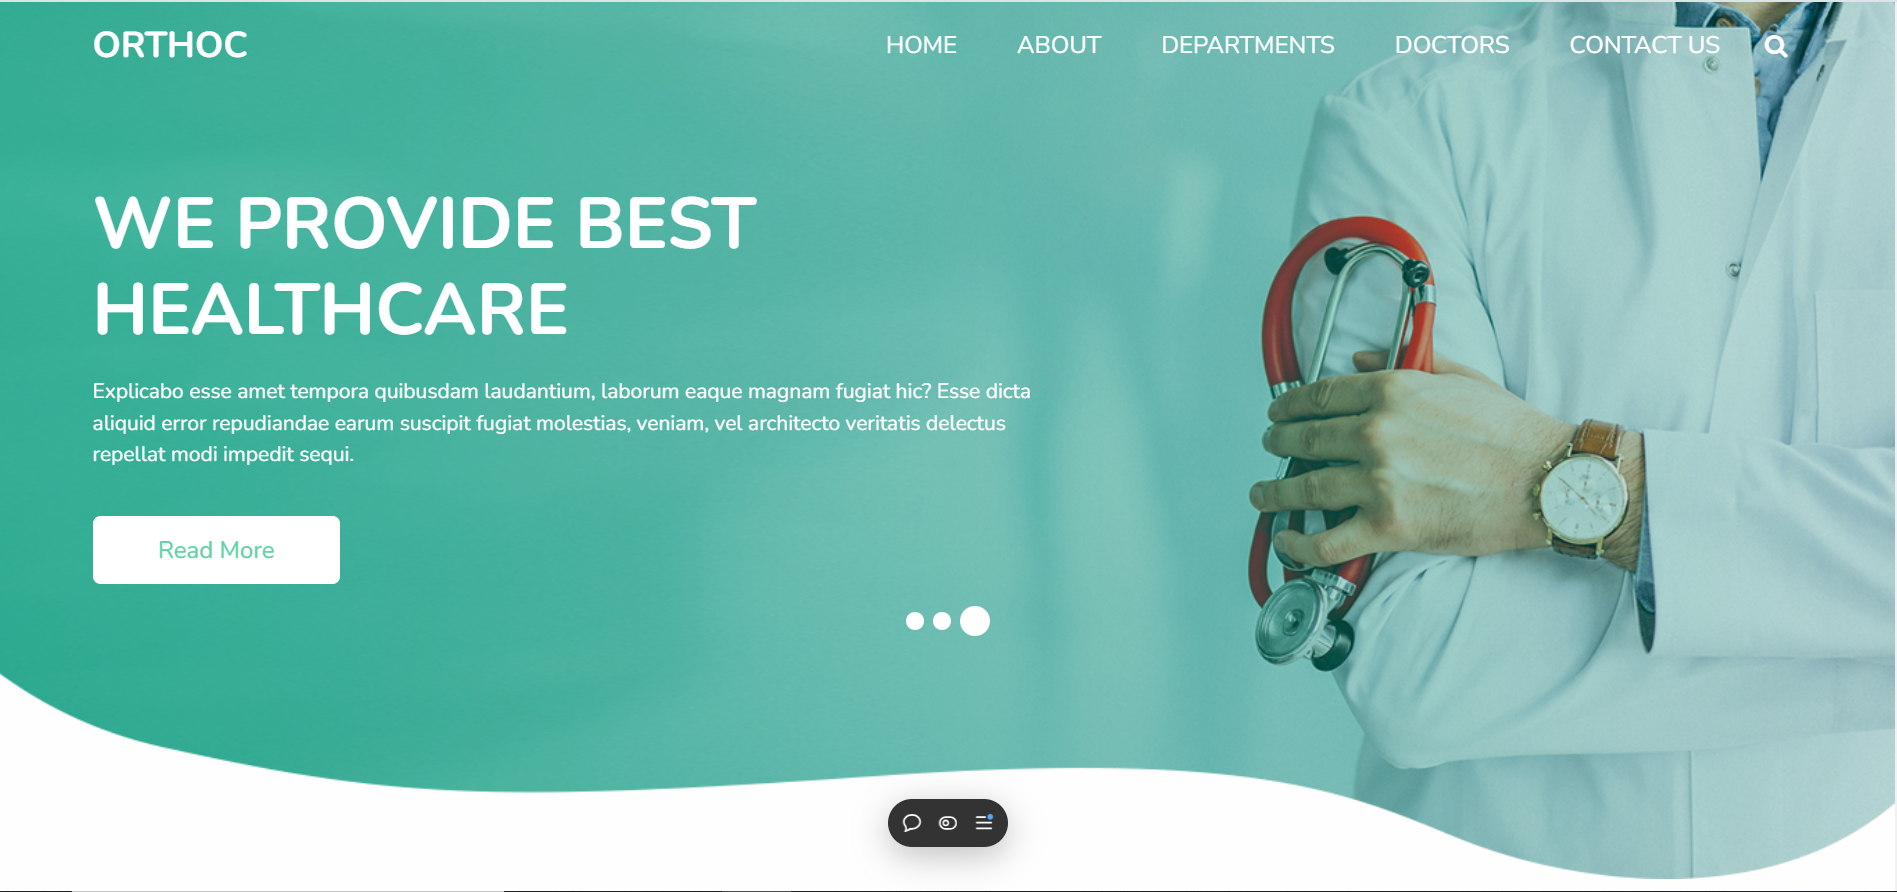 ORTHOC
HOME ABOUT DEPARTMENTS DOCTORS CONTACT US
WE PROVIDE BEST
HEALTHCARE
Explicabo esse amet tempora quibusdam laudantium, laborum eaque magnam fugiat hic? Esse dicta
aliquid error repudiandae earum suscipit fugiat molestias, veniam, vel architecto veritatis delectus
repellat modi impedit sequi.
Read More